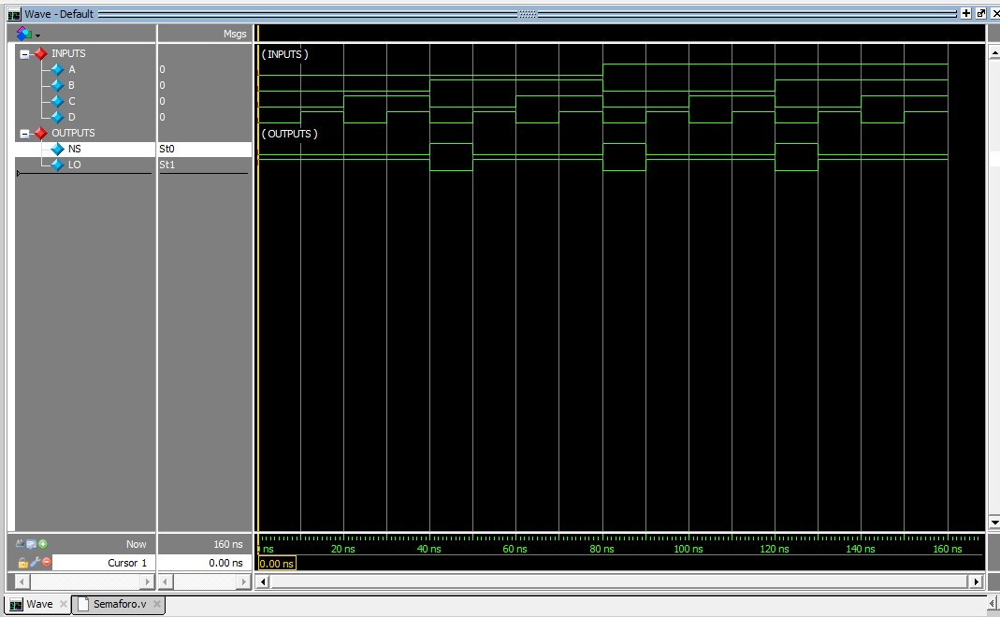 Wave - Default
Msgs
INPUTS
(INPUTS)
A 0
B 0
C 0
D 0
OUTPUTS
(OUTPUTS)
NS St0
LO St1
Now 160 ns
ns 20 ns 40 ns 60 ns 80 ns 100 ns 120 ns 140 ns 160 ns
Cursor 1 0.00 ns
0.00 ns
Wave
Semaforo.v